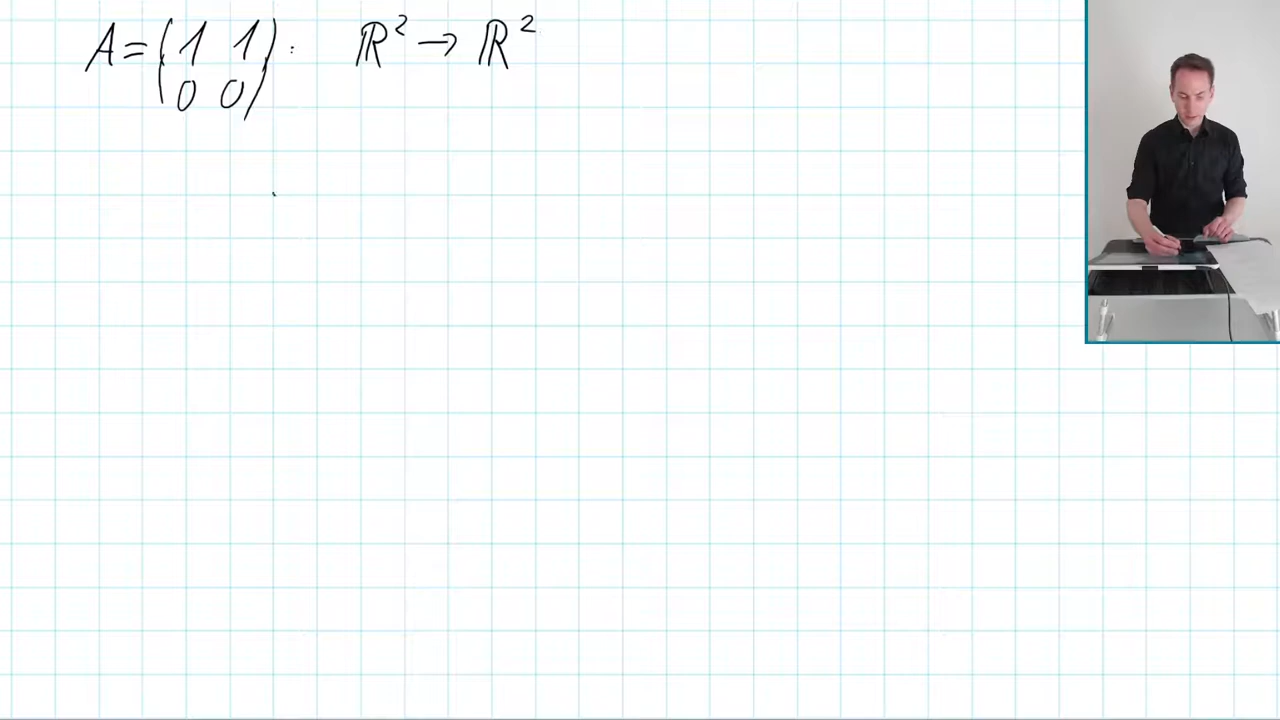 A = (1 1) : ℝ² → ℝ²
(0 0)